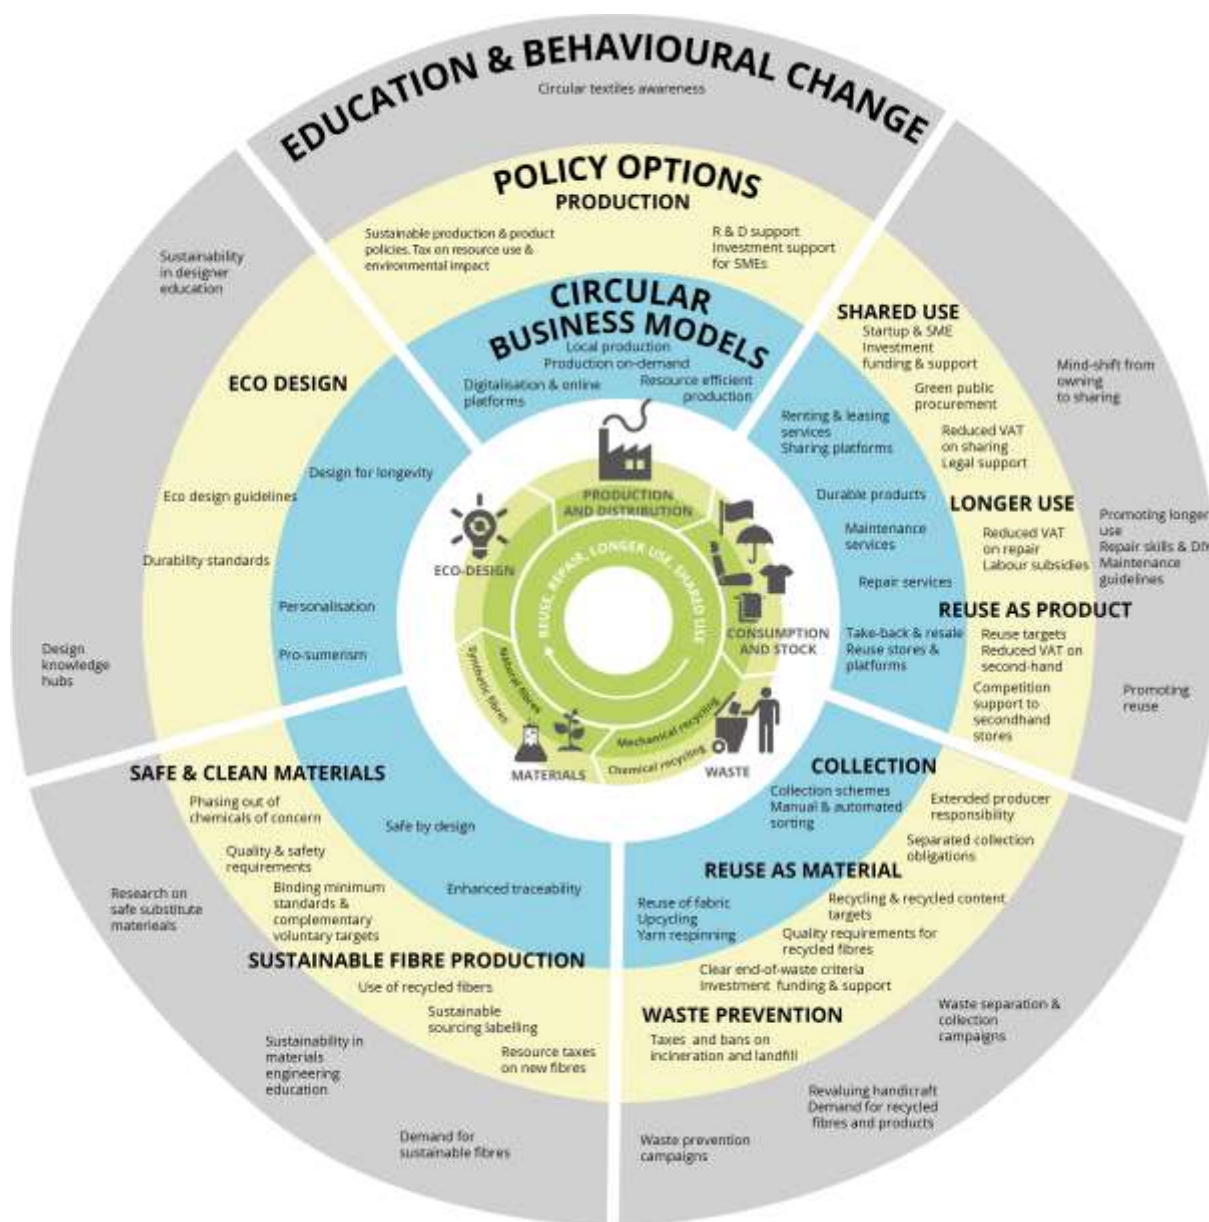 EDUCATION & BEHAVIOURAL CHANGE
Circular textiles awareness
POLICY OPTIONS
PRODUCTION
Sustainable production & product
policies. Tax on resource use &
environmental impact
R & D support
Investment support
for SMEs
CIRCULAR
BUSINESS MODELS
Local production
Production on-demand
Digitalisation & online
platforms
Resource efficient
production
SHARED USE
Startup & SME
Investment
funding & support
Green public
procurement
Reduced VAT
on sharing
Legal support
Mind-shift from
owning
to sharing
Renting & leasing
services
Sharing platforms
Durable products
Maintenance
services
Repair services
Take-back & resale
Reuse stores &
platforms
LONGER USE
Reduced VAT
on repair
Labour subsidies
Promoting longer
use
Repair skills & DIY
Maintenance
guidelines
REUSE AS PRODUCT
Reuse targets
Reduced VAT on
second-hand
Competition
support to
secondhand
stores
Promoting
reuse
COLLECTION
Collection schemes
Manual & automated
sorting
Extended producer
responsibility
Separated collection
obligations
REUSE AS MATERIAL
Reuse of fabric
Upcycling
Yarn respinning
Recycling & recycled content
targets
Quality requirements for
recycled fibres
Clear end-of-waste criteria
Investment funding & support
WASTE PREVENTION
Taxes and bans on
incineration and landfill
Waste separation &
collection
campaigns
Revaluing handicraft
Demand for recycled
fibres and products
Waste prevention
campaigns
SAFE & CLEAN MATERIALS
Phasing out of
chemicals of concern
Quality & safety
requirements
Binding minimum
standards &
complementary
voluntary targets
Safe by design
Enhanced traceability
Research on
safe substitute
materieals
SUSTAINABLE FIBRE PRODUCTION
Use of recycled fibers
Sustainable
sourcing labelling
Resource taxes
on new fibres
Sustainability in
materials
engineering
education
Demand for
sustainable fibres
Sustainability
in designer
education
ECO DESIGN
Eco design guidelines
Durability standards
Design for longevity
Personalisation
Pro-sumerism
Design
knowledge
hubs
PRODUCTION
AND DISTRIBUTION
ECO-DESIGN
CONSUMPTION
AND STOCK
REUSE, REPAIR, LONGER USE, SHARED USE
Natural fibres
Synthetic fibres
MATERIALS
Mechanical recycling
Chemical recycling
WASTE